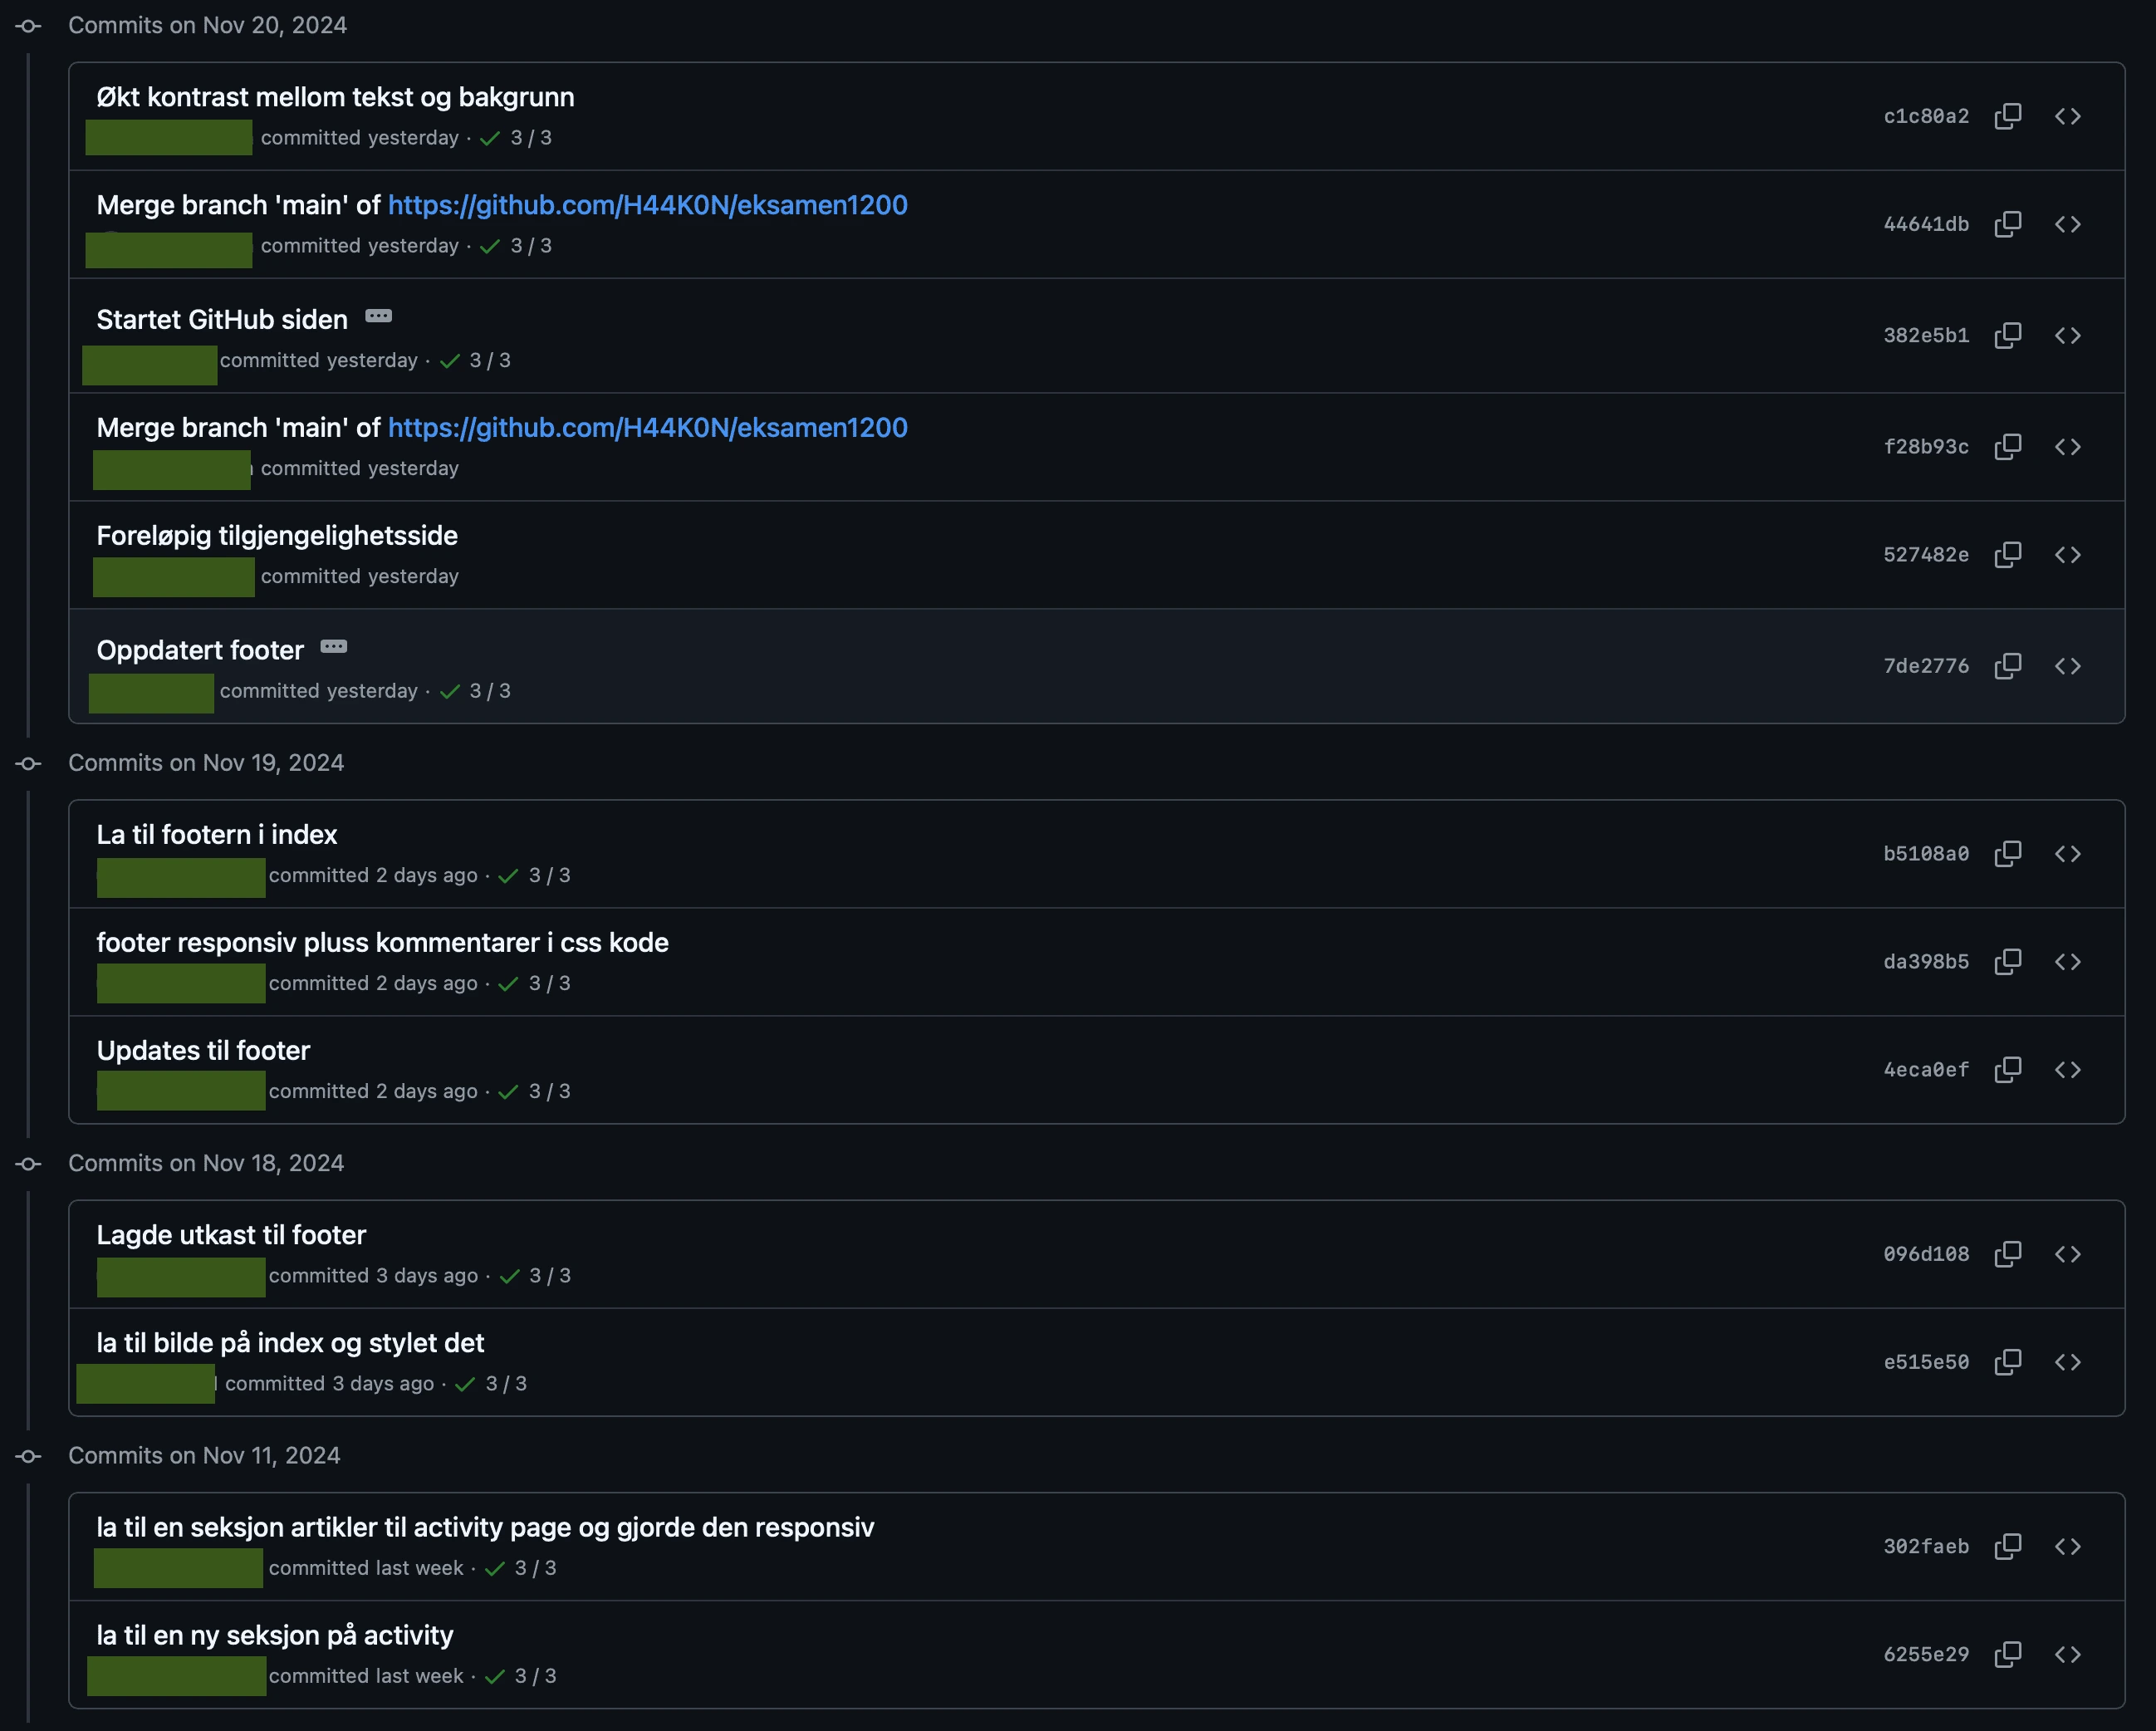 Commits on Nov 20, 2024
Økt kontrast mellom tekst og bakgrunn
committed yesterday · 3 / 3
c1c80a2
Merge branch 'main' of https://github.com/H44K0N/eksamen1200
committed yesterday · 3 / 3
44641db
Startet GitHub siden
committed yesterday · 3 / 3
382e5b1
Merge branch 'main' of https://github.com/H44K0N/eksamen1200
committed yesterday
f28b93c
Foreløpig tilgjengelighetsside
committed yesterday
527482e
Oppdatert footer
committed yesterday · 3 / 3
7de2776
Commits on Nov 19, 2024
La til footern i index
committed 2 days ago · 3 / 3
b5108a0
footer responsiv pluss kommentarer i css kode
committed 2 days ago · 3 / 3
da398b5
Updates til footer
committed 2 days ago · 3 / 3
4eca0ef
Commits on Nov 18, 2024
Lagde utkast til footer
committed 3 days ago · 3 / 3
096d108
la til bilde på index og stylet det
committed 3 days ago · 3 / 3
e515e50
Commits on Nov 11, 2024
la til en seksjon artikler til activity page og gjorde den responsiv
committed last week · 3 / 3
302faeb
la til en ny seksjon på activity
committed last week · 3 / 3
6255e29